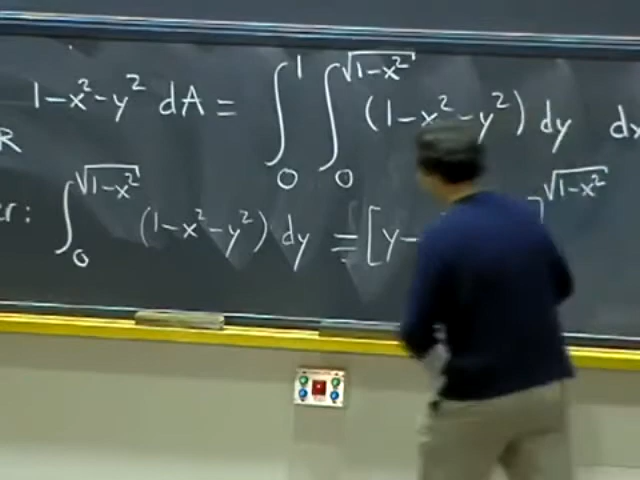 1-x²-y² dA = ∫₀¹ ∫₀^√(1-x²) (1-x²-y²) dy dx
R
er: ∫₀^√(1-x²) (1-x²-y²) dy = [y- ]^√(1-x²)